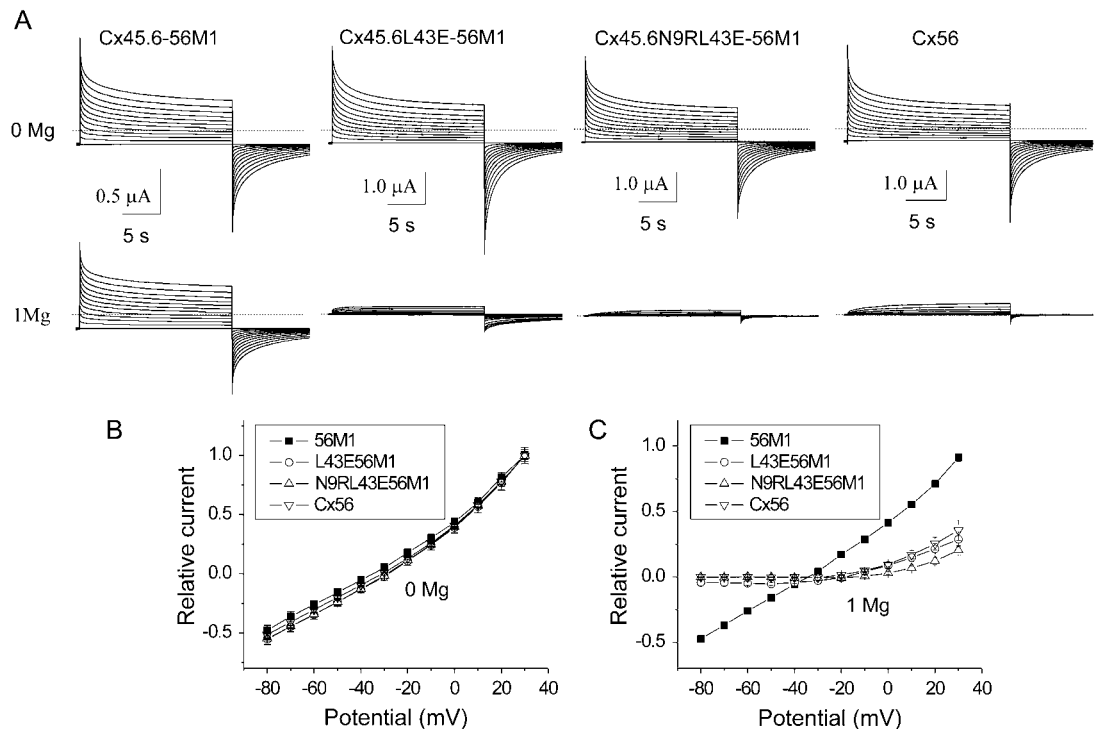 A
Cx45.6-56M1
Cx45.6L43E-56M1
Cx45.6N9RL43E-56M1
Cx56
0 Mg
0.5 μA
5 s
1.0 μA
5 s
1.0 μA
5 s
1.0 μA
5 s
1Mg
B
56M1
L43E56M1
N9RL43E56M1
Cx56
1.0
0.5
0.0
-0.5
Relative current
0 Mg
-80 -60 -40 -20 0 20 40
Potential (mV)
C
56M1
L43E56M1
N9RL43E56M1
Cx56
1.0
0.5
0.0
-0.5
Relative current
1 Mg
-80 -60 -40 -20 0 20 40
Potential (mV)